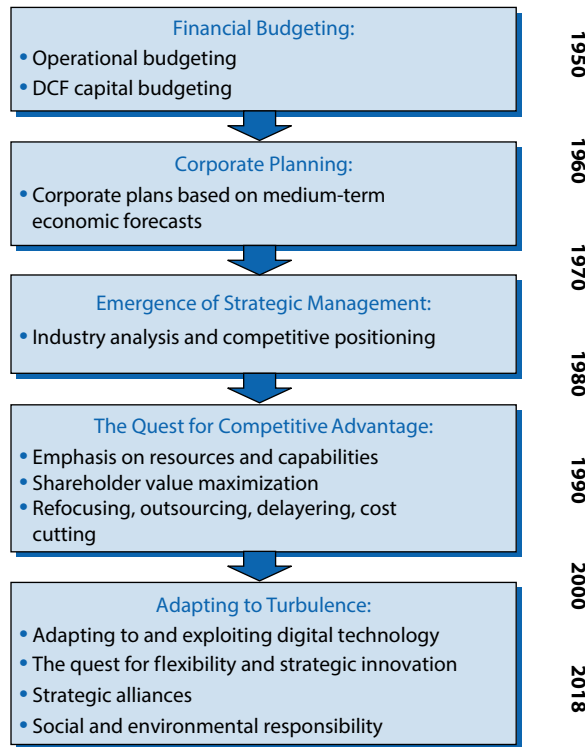 Financial Budgeting:
• Operational budgeting
• DCF capital budgeting
1950
Corporate Planning:
• Corporate plans based on medium-term
economic forecasts
1960
1970
Emergence of Strategic Management:
• Industry analysis and competitive positioning
1980
The Quest for Competitive Advantage:
• Emphasis on resources and capabilities
• Shareholder value maximization
• Refocusing, outsourcing, delayering, cost
cutting
1990
2000
Adapting to Turbulence:
• Adapting to and exploiting digital technology
• The quest for flexibility and strategic innovation
• Strategic alliances
• Social and environmental responsibility
2018